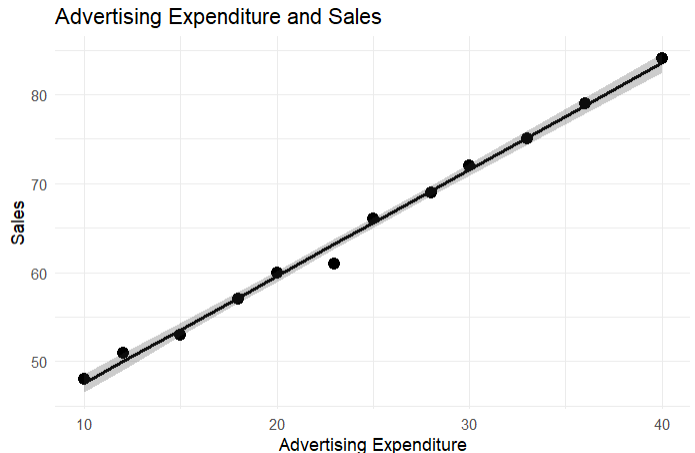 Advertising Expenditure and Sales
80
70
60
50
Sales
10 20 30 40
Advertising Expenditure